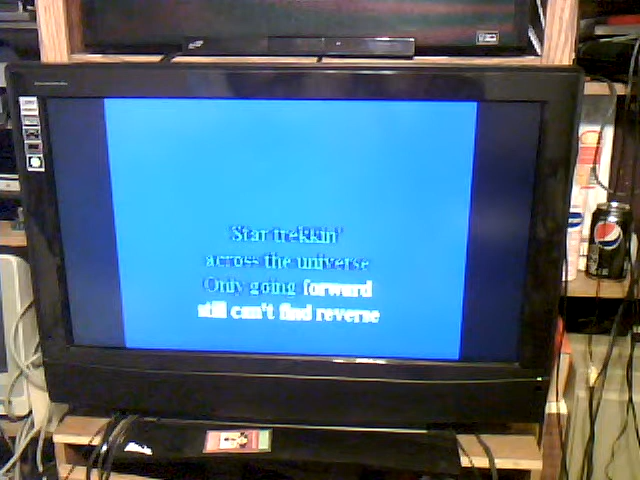 Star trekkin'
across the universe
Only going forward
still can't find reverse